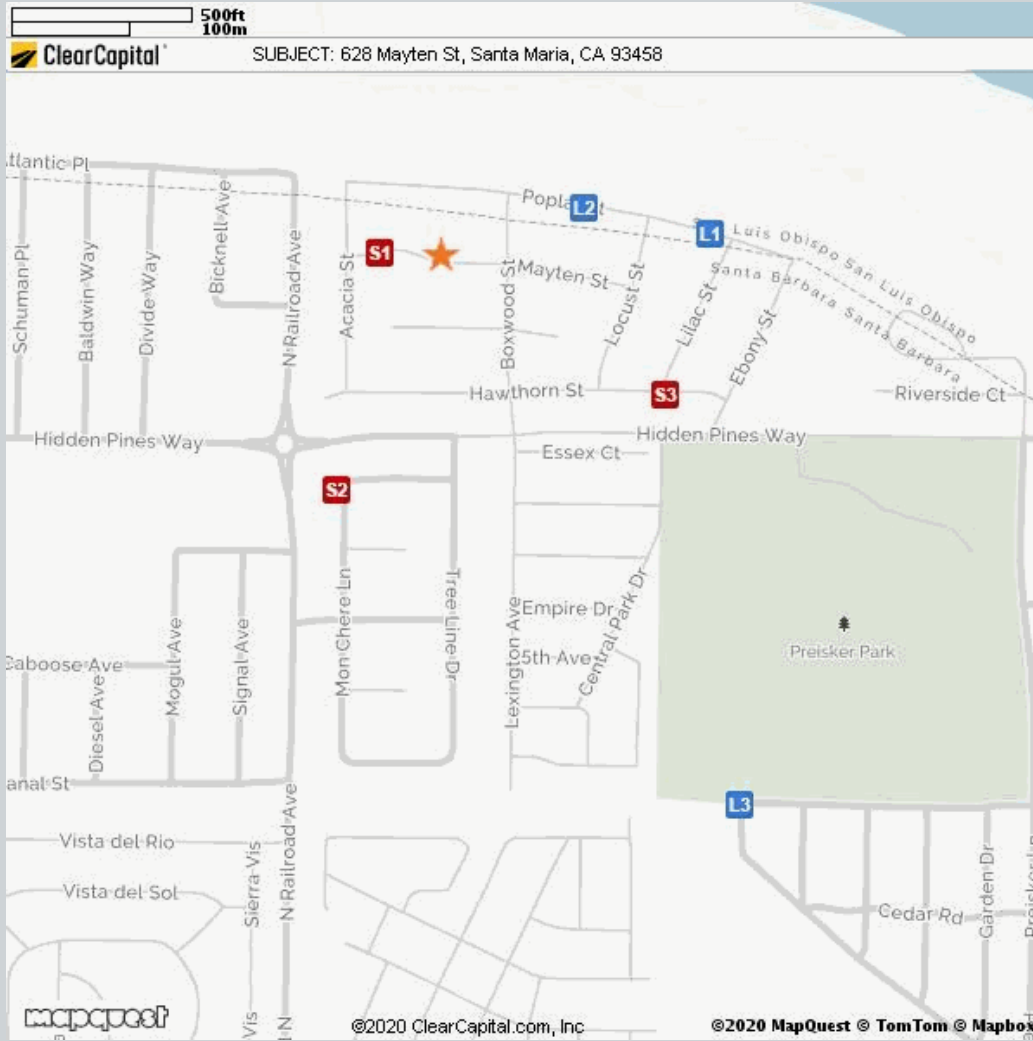 500ft
100m
ClearCapital
SUBJECT: 628 Mayten St, Santa Maria, CA 93458
Atlantic Pl
Schuman Pl
Baldwin Way
Divide Way
Bicknell Ave
N Railroad Ave
Acacia St
Boxwood St
Poplar St
L2
L1
S1
Mayten St
Locust St
Lilac St
Ebony St
San Luis Obispo San Luis Obispo
Santa Barbara Santa Barbara
Hawthorn St
S3
Riverside Ct
Hidden Pines Way
Hidden Pines Way
Essex Ct
S2
Mon Chere Ln
Tree Line Dr
Lexington Ave
Empire Dr
5th Ave
Central Park Dr
Preisker Park
Caboose Ave
Diesel Ave
Mogul Ave
Signal Ave
anal St
L3
Vista del Rio
Vista del Sol
Sierra Vis
N Railroad Ave
Cedar Rd
Garden Dr
Preisker Ln
Vis
N
mapquest
©2020 ClearCapital.com, Inc
©2020 MapQuest © TomTom © Mapbox